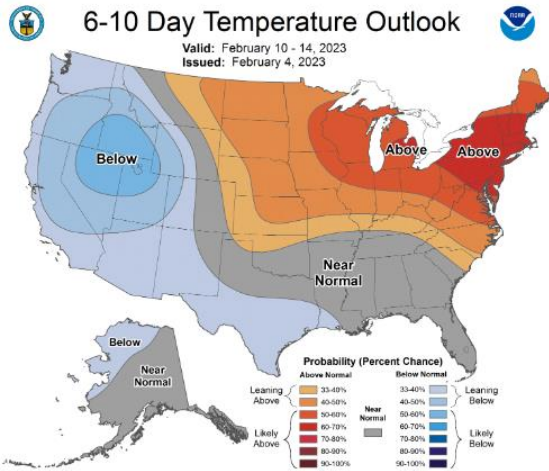 NOAA
6-10 Day Temperature Outlook
Valid: February 10 - 14, 2023
Issued: February 4, 2023
Below
Above
Above
Near
Normal
Below
Near
Normal
Probability (Percent Chance)
Above Normal
Below Normal
Leaning
Above
33-40%
40-50%
50-60%
Likely
Above
60-70%
70-80%
80-90%
90-100%
Near
Normal
33-40%
40-50%
50-60%
60-70%
70-80%
80-90%
90-100%
Leaning
Below
Likely
Below